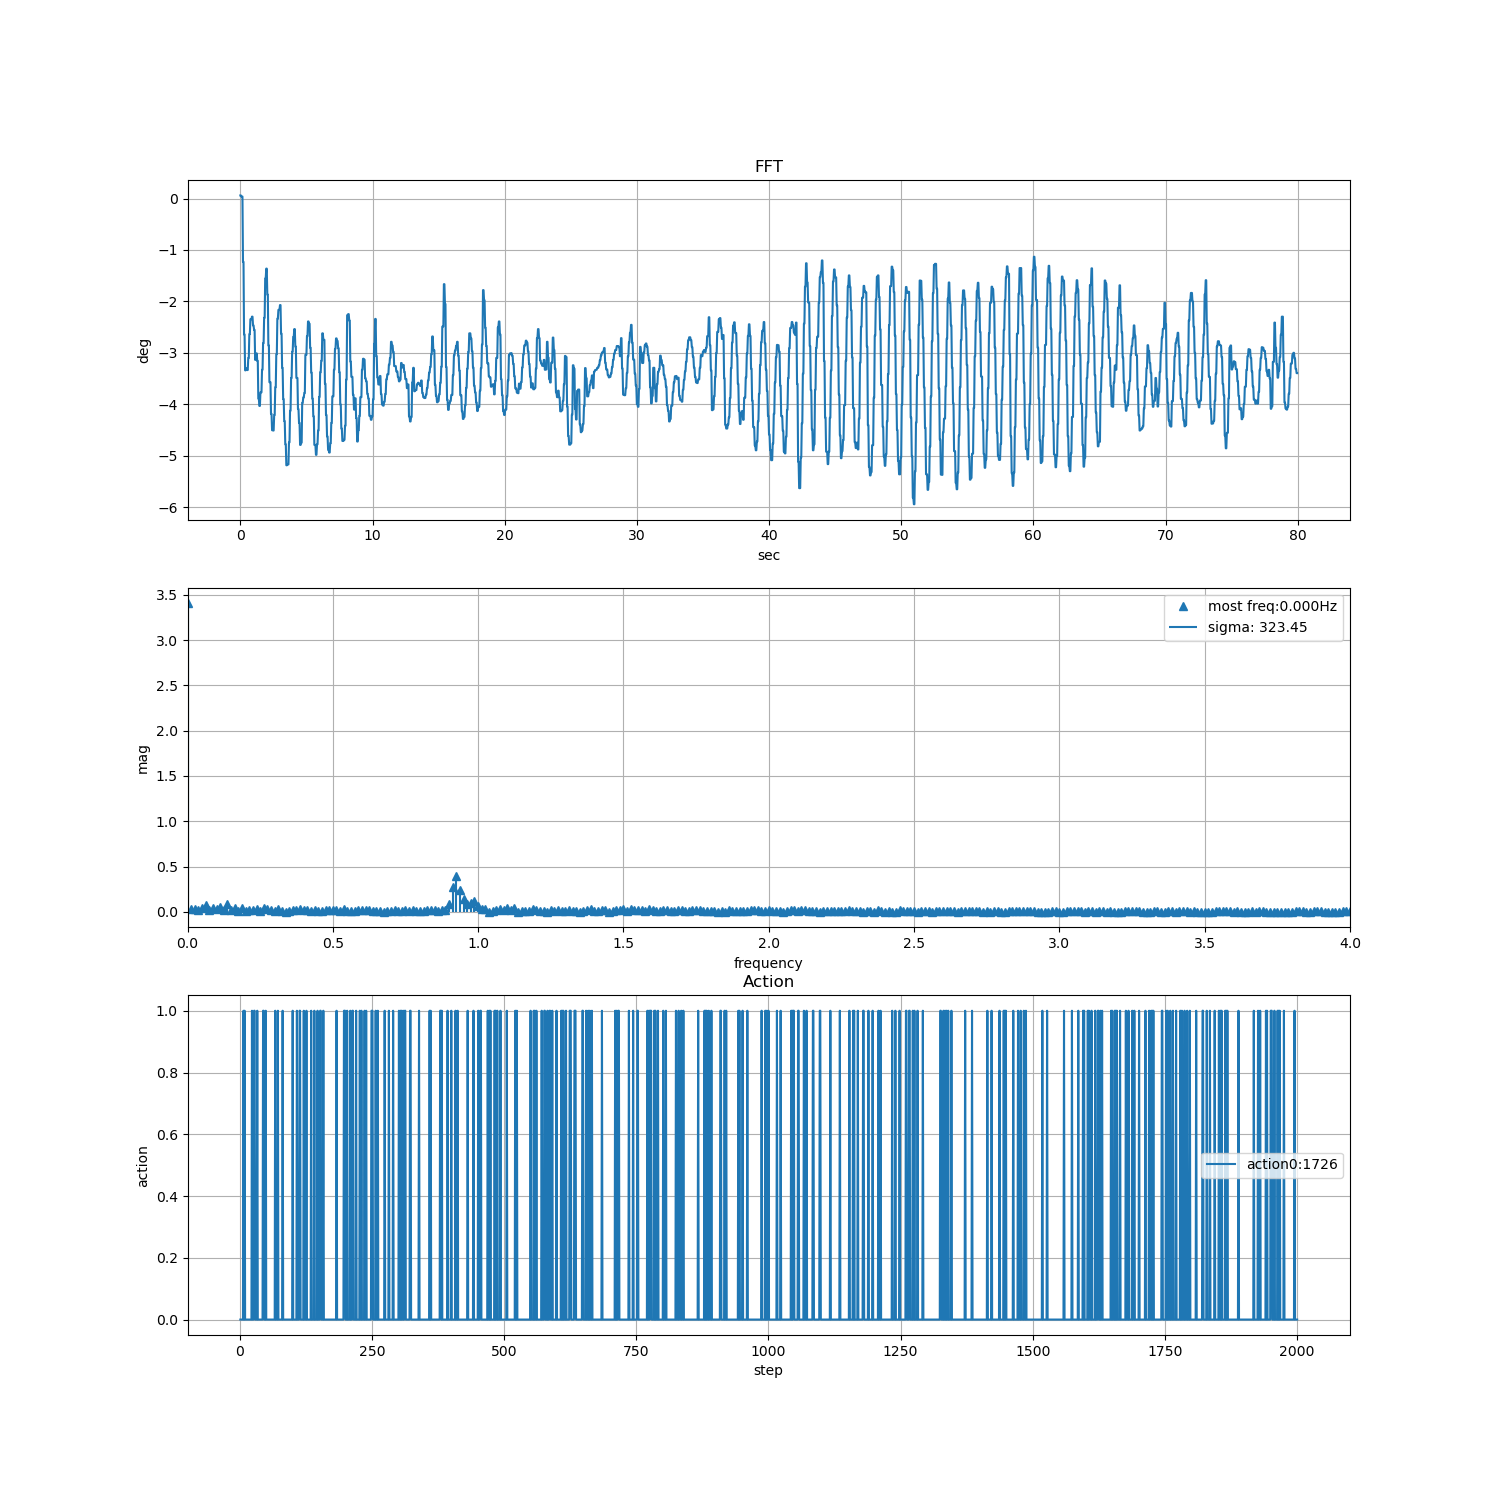 FFT
0
−1
−2
−3
−4
−5
−6
deg
0 10 20 30 40 50 60 70 80
sec
3.5
3.0
2.5
2.0
1.5
1.0
0.5
0.0
mag
most freq:0.000Hz
sigma: 323.45
0.0 0.5 1.0 1.5 2.0 2.5 3.0 3.5 4.0
frequency
Action
1.0
0.8
0.6
0.4
0.2
0.0
action
action0:1726
0 250 500 750 1000 1250 1500 1750 2000
step